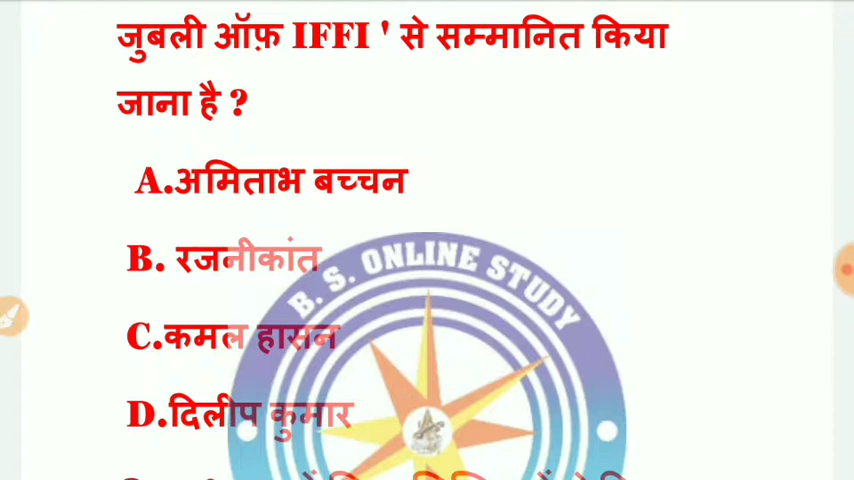 जुबली ऑफ़ IFFI ' से सम्मानित किया
जाना है ?
A.अमिताभ बच्चन
B. रजनीकांत
C.कमल हासन
D.दिलीप कुमार
B. S. ONLINE STUDY